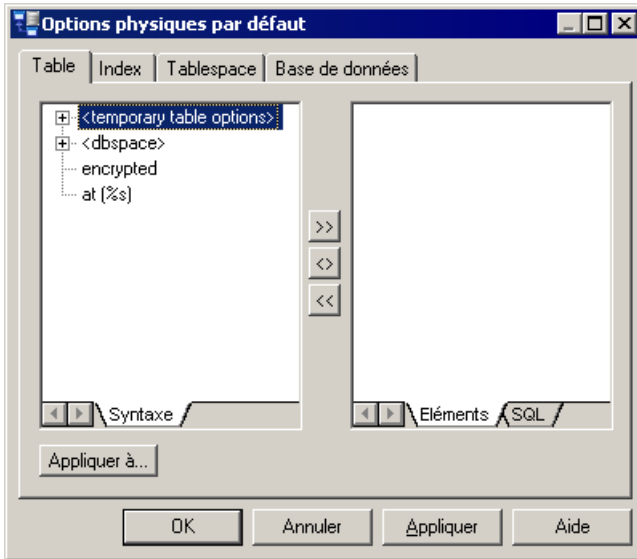 Options physiques par défaut
Table Index Tablespace Base de données
<temporary table options>
<dbspace>
encrypted
at (%s)
>>
<>
<<
Syntaxe
Eléments SQL
Appliquer à...
OK Annuler Appliquer Aide